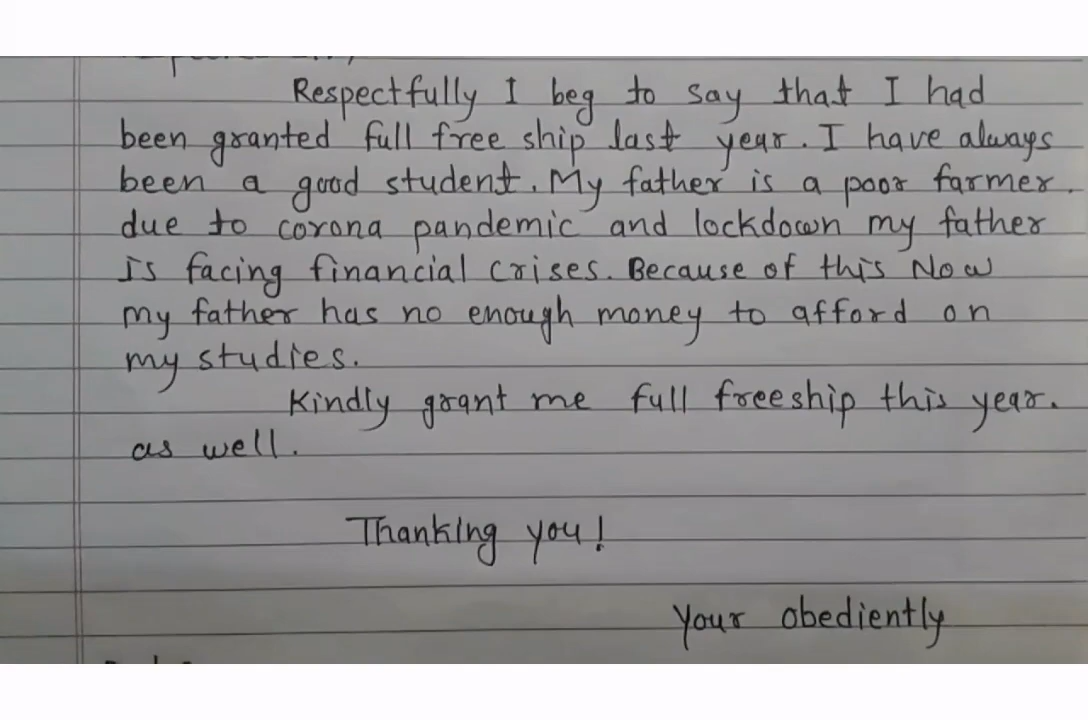 Respectfully I beg to say that I had
been granted full free ship last year. I have always
been a good student. My father is a poor farmer.
due to corona pandemic and lockdown my father
is facing financial crises. Because of this Now
my father has no enough money to afford on
my studies.
Kindly grant me full freeship this year.
as well.
Thanking you!
Your obediently